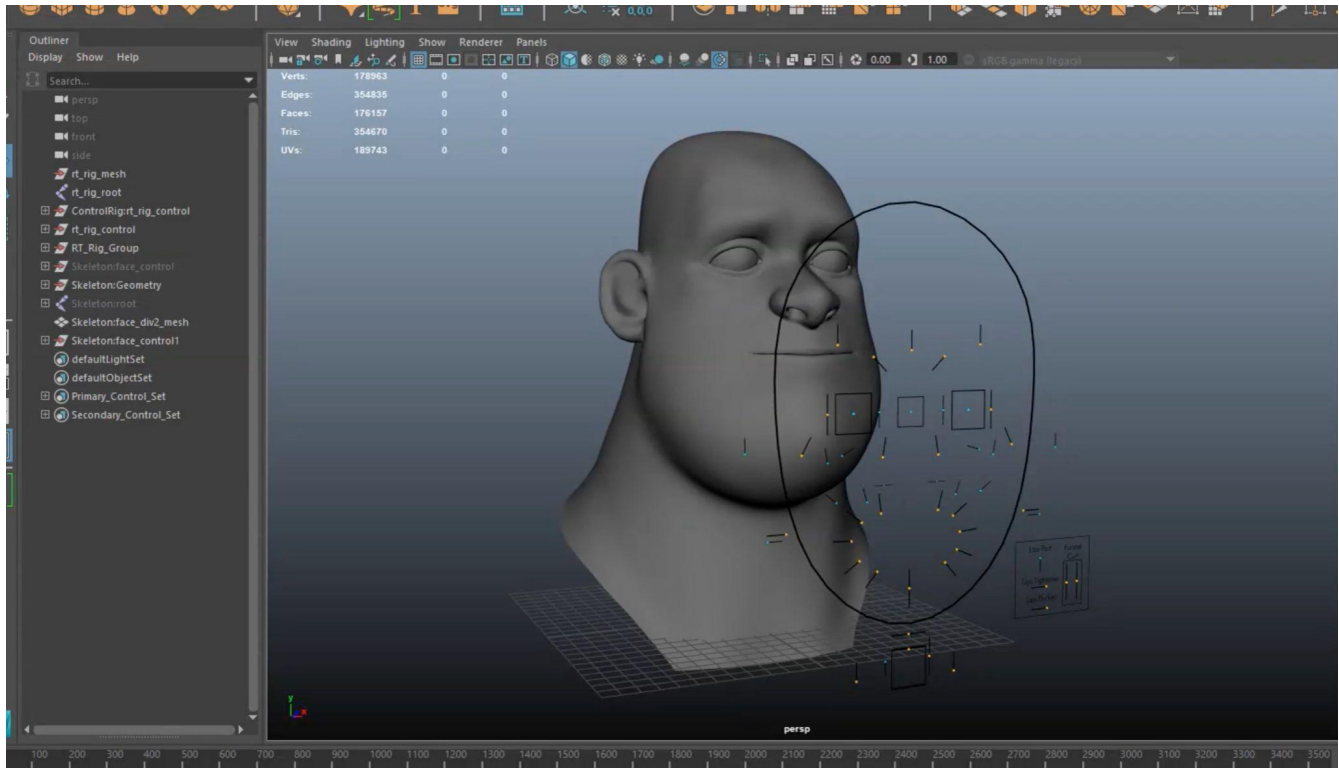 0,0,0
Outliner
Display Show Help
Search...
persp
top
front
side
rt_rig_mesh
rt_rig_root
ControlRig:rt_rig_control
rt_rig_control
RT_Rig_Group
Skeleton:face_control
Skeleton:Geometry
Skeleton:root
Skeleton:face_div2_mesh
Skeleton:face_control1
defaultLightSet
defaultObjectSet
Primary_Control_Set
Secondary_Control_Set
View Shading Lighting Show Renderer Panels
0.00 1.00 sRGB gamma (legacy)
Verts: 178963 0 0
Edges: 354835 0 0
Faces: 176157 0 0
Tris: 354670 0 0
UVs: 189743 0 0
y
x
persp
100 200 300 400 500 600 700 800 900 1000 1100 1200 1300 1400 1500 1600 1700 1800 1900 2000 2100 2200 2300 2400 2500 2600 2700 2800 2900 3000 3100 3200 3300 3400 3500